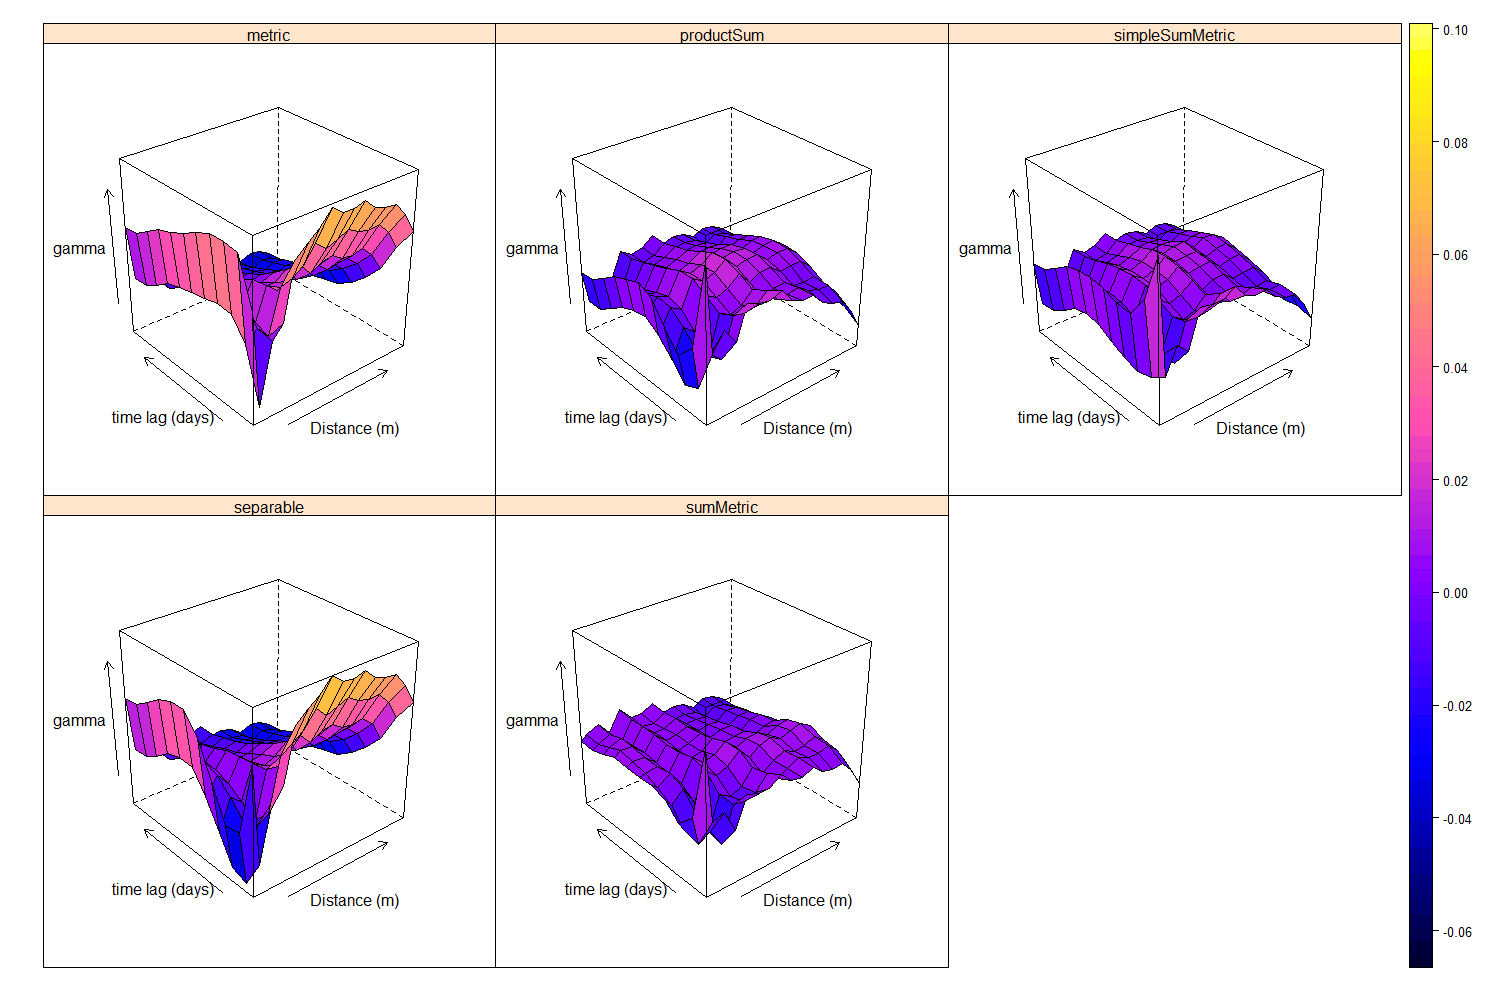 metric
productSum
simpleSumMetric
gamma
time lag (days)
Distance (m)
gamma
time lag (days)
Distance (m)
gamma
time lag (days)
Distance (m)
separable
sumMetric
gamma
time lag (days)
Distance (m)
gamma
time lag (days)
Distance (m)
0.10
0.08
0.06
0.04
0.02
0.00
-0.02
-0.04
-0.06